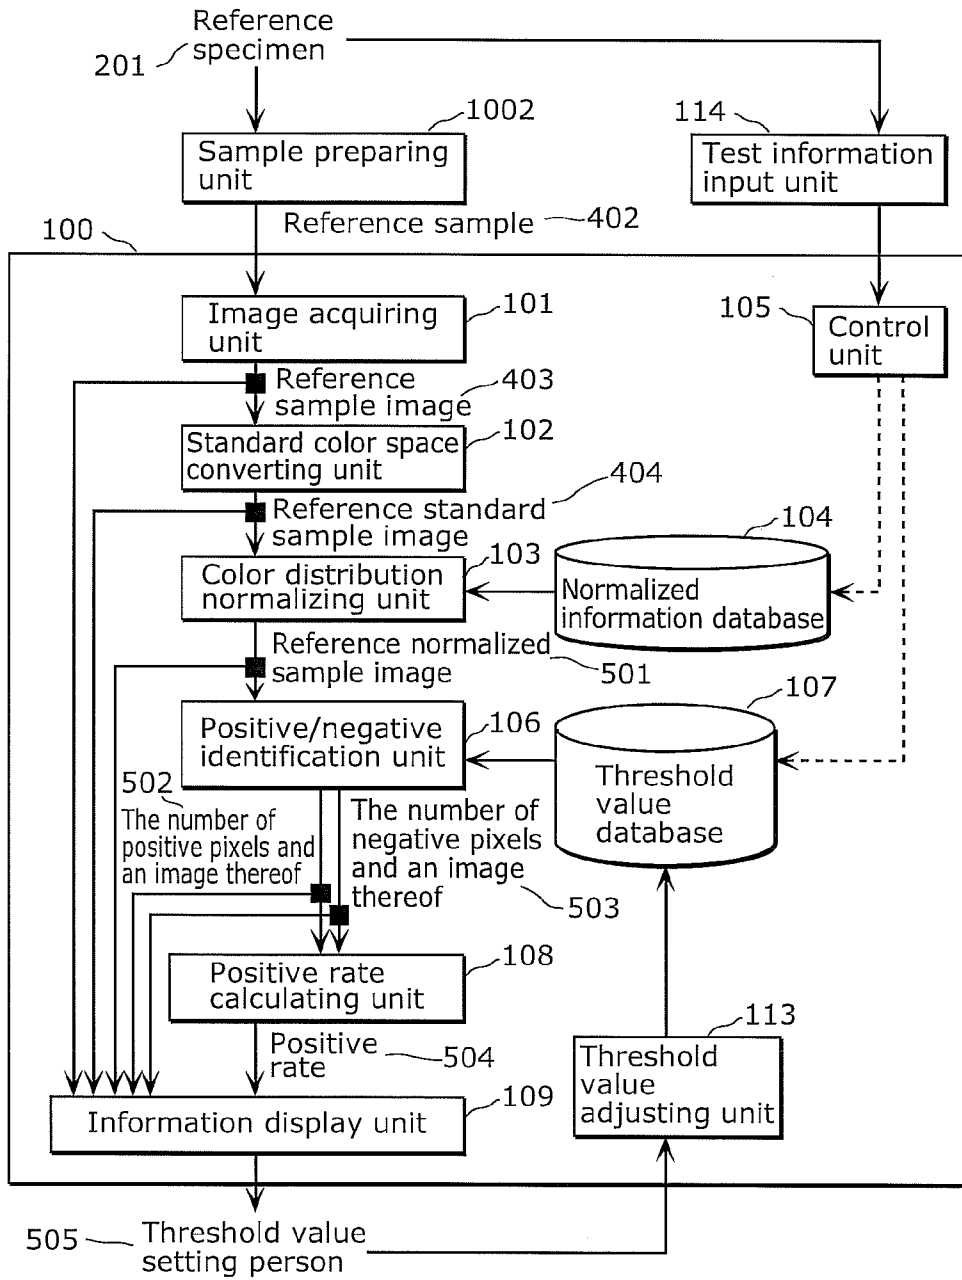 Reference
specimen
201
1002
114
Sample preparing
unit
Test information
input unit
Reference sample
402
100
101
Image acquiring
unit
105
Control
unit
Reference
sample image
403
102
Standard color space
converting unit
404
Reference standard
sample image
103
104
Color distribution
normalizing unit
Normalized
information database
Reference normalized
sample image
501
107
106
Positive/negative
identification unit
Threshold
value
database
502
The number of
positive pixels and
an image thereof
The number of
negative pixels
and an image
thereof
503
108
Positive rate
calculating unit
113
Positive
rate
504
Threshold
value
adjusting unit
109
Information display unit
505
Threshold value
setting person